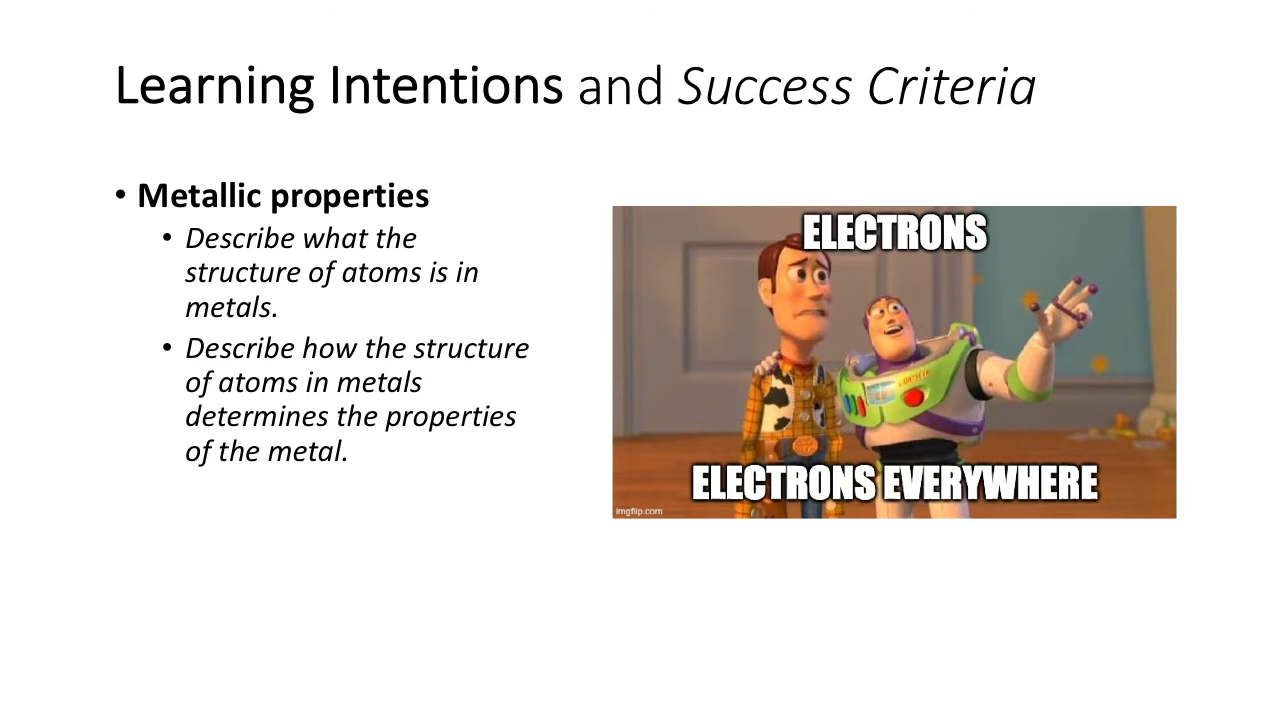 Learning Intentions and Success Criteria
• Metallic properties
• Describe what the
structure of atoms is in
metals.
• Describe how the structure
of atoms in metals
determines the properties
of the metal.
ELECTRONS
ELECTRONS EVERYWHERE
imgflip.com